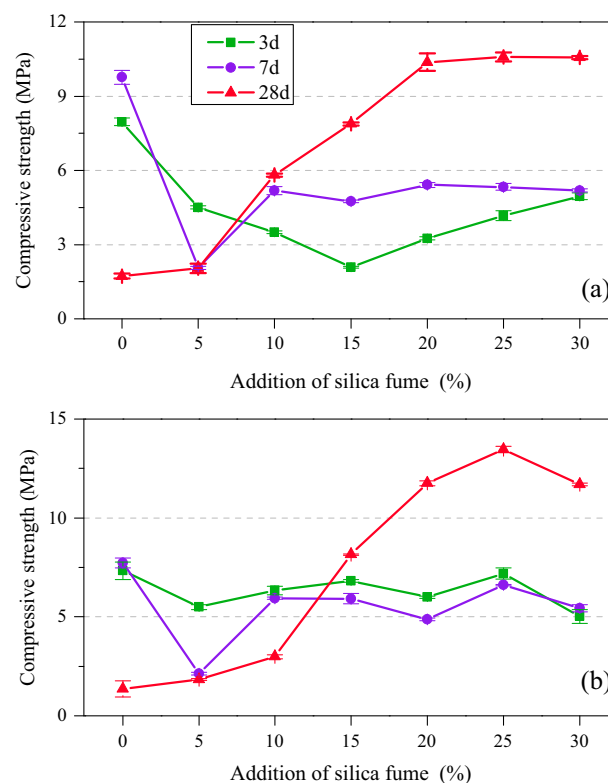 12
9
6
3
0
Compressive strength (MPa)
3d
7d
28d
(a)
0 5 10 15 20 25 30
Addition of silica fume (%)
15
10
5
0
Compressive strength (MPa)
(b)
0 5 10 15 20 25 30
Addition of silica fume (%)